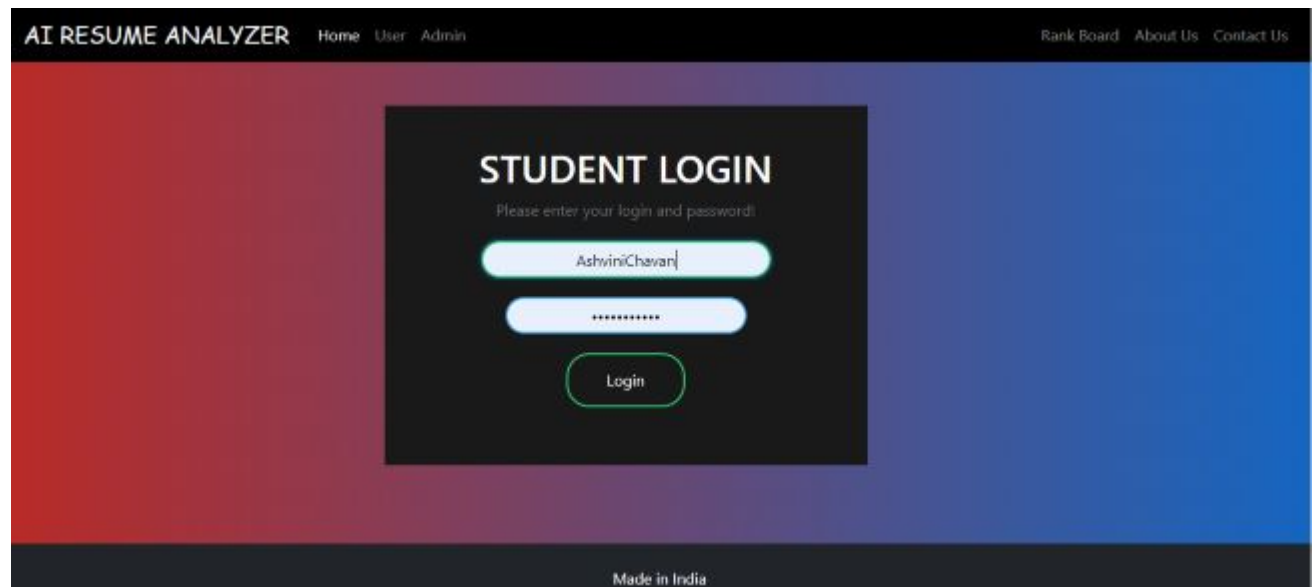 AI RESUME ANALYZER Home User Admin Rank Board About Us Contact Us
STUDENT LOGIN
Please enter your login and password!
AshviniChavan
•••••••••••
Login
Made in India